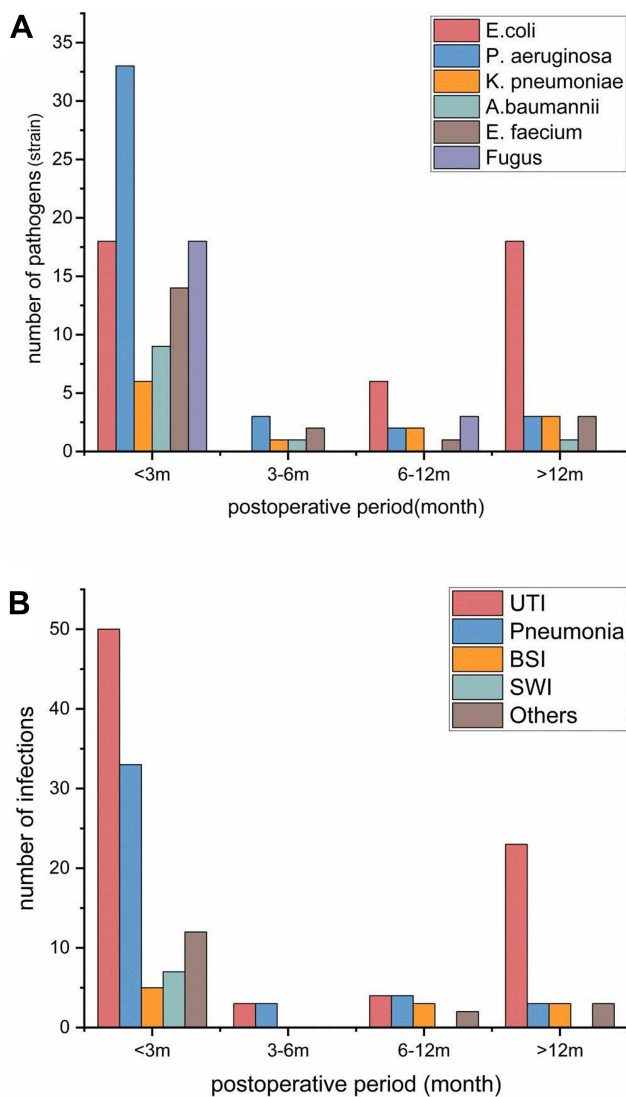 A
E.coli
P. aeruginosa
K. pneumoniae
A.baumannii
E. faecium
Fugus
number of pathogens (strain)
35
30
25
20
15
10
5
0
<3m
3-6m
6-12m
>12m
postoperative period(month)
B
UTI
Pneumonia
BSI
SWI
Others
number of infections
50
40
30
20
10
0
<3m
3-6m
6-12m
>12m
postoperative period (month)